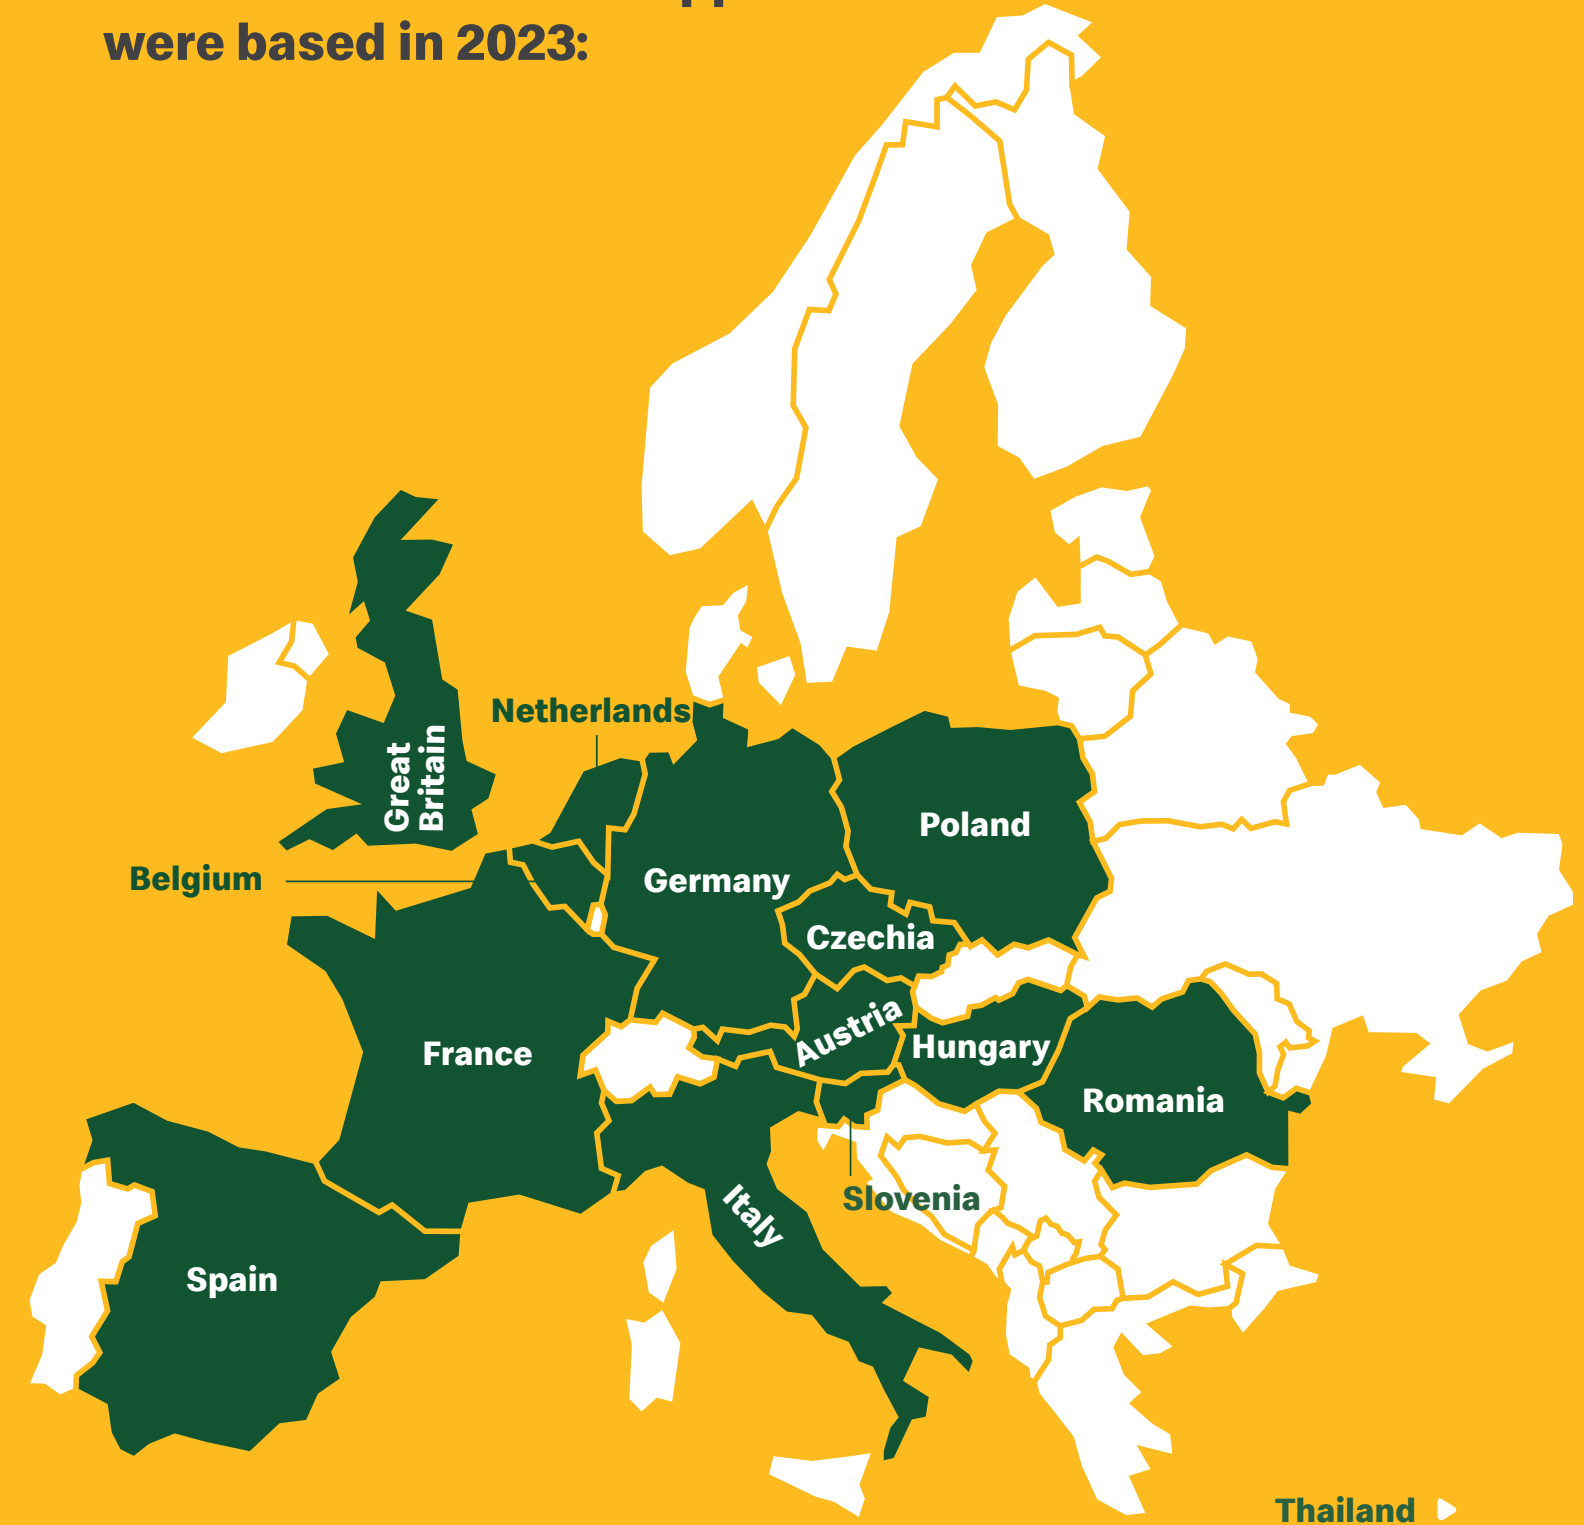 were based in 2023:
Netherlands
Great
Britain
Poland
Belgium
Germany
Czechia
Austria
France
Hungary
Romania
Slovenia
Italy
Spain
Thailand